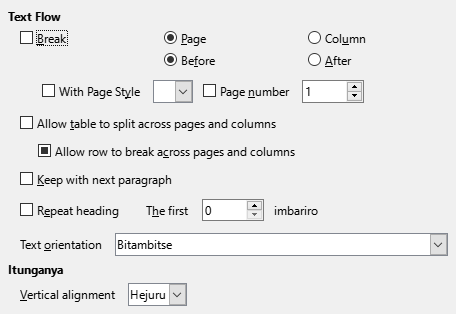 Text Flow
Break Page Column
Before After
With Page Style Page number 1
Allow table to split across pages and columns
Allow row to break across pages and columns
Keep with next paragraph
Repeat heading The first 0 imbariro
Text orientation Bitambitse
Itunganya
Vertical alignment Hejuru